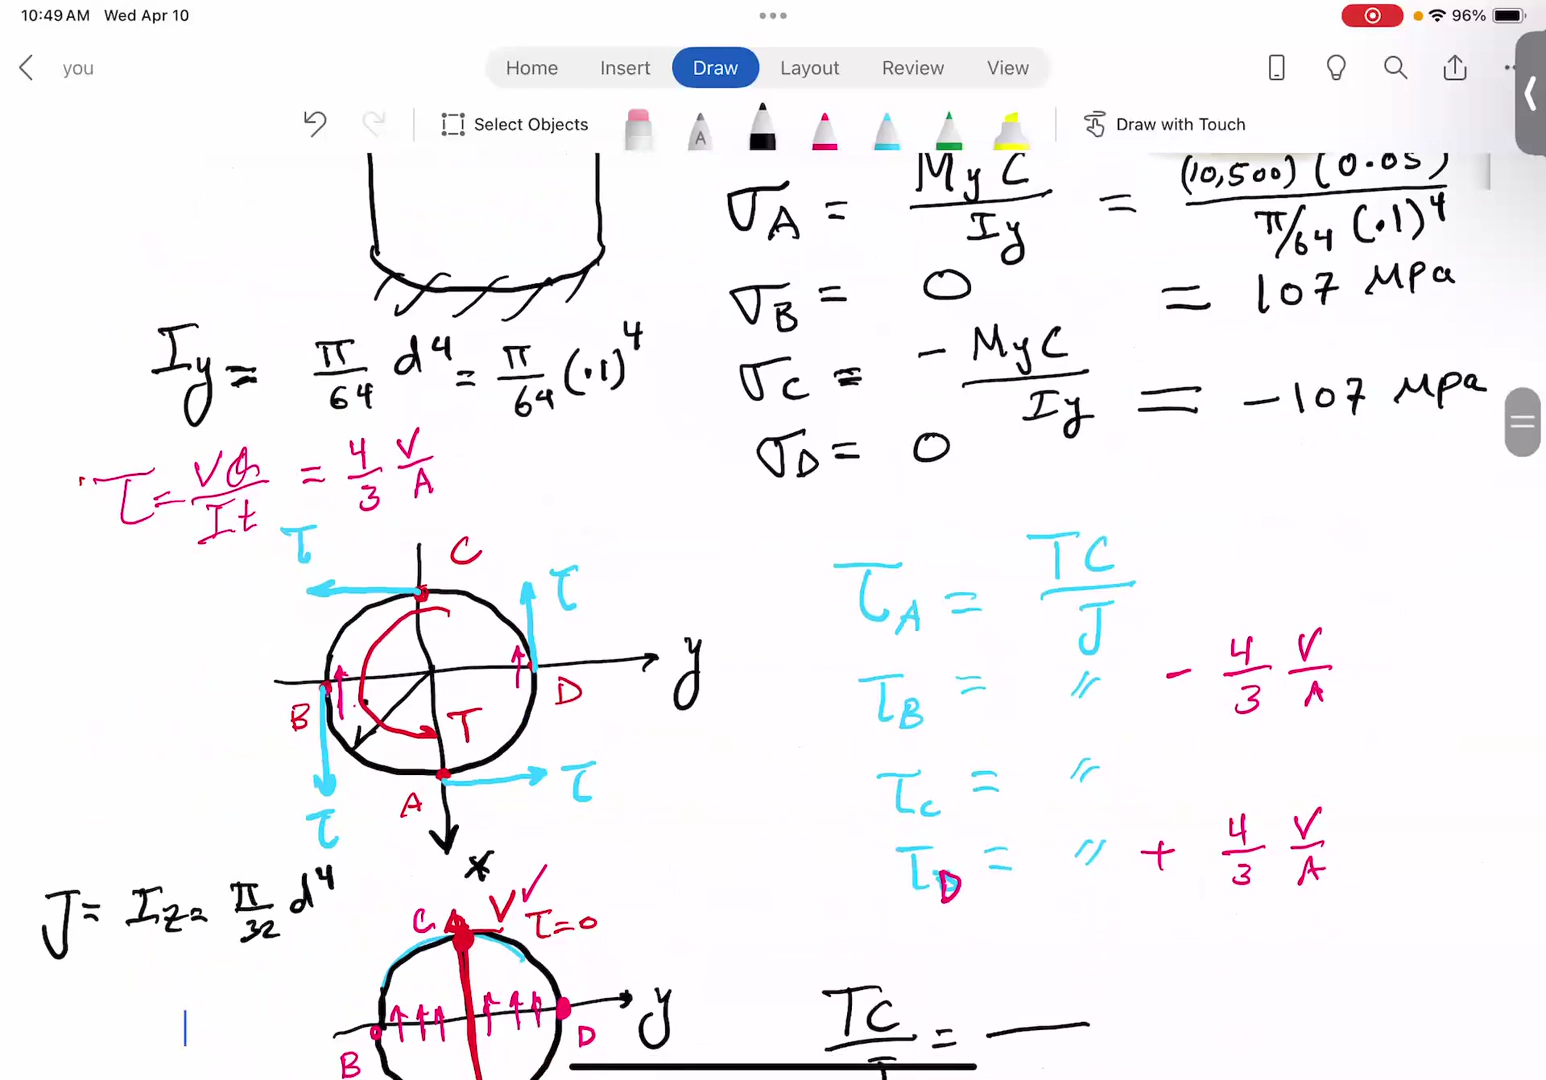 10:49 AM Wed Apr 10
96%
you
Home Insert Draw Layout Review View
Select Objects
A
Draw with Touch
σA = MyC / Iy = (10,500) (0.05) / π/64 (.1)^4
= 107 MPa
σB = 0
σC = - MyC / Iy = -107 MPa
σD = 0
Iy = π/64 d^4 = π/64 (.1)^4
τ = VQ / It = 4/3 V/A
τ
C
τ
y
B
D
T
A
τ
τ
x
τA = TC / J
τB = " - 4/3 V/A
τC = "
τD = " + 4/3 V/A
J = Iz = π/32 d^4
C V ✓
τ=0
y
B
D
TC / =